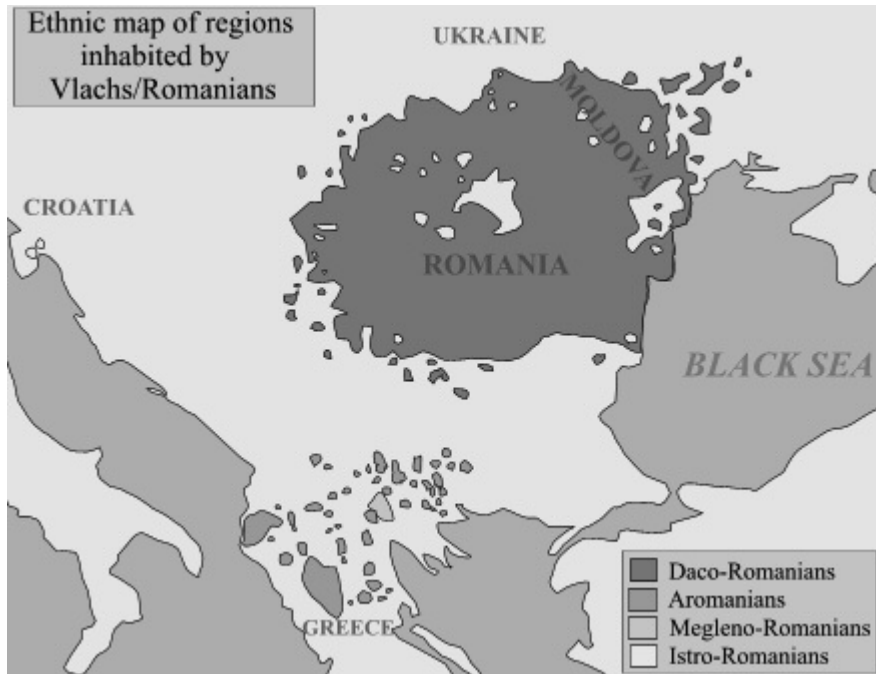 Ethnic map of regions
inhabited by
Vlachs/Romanians
UKRAINE
MOLDOVA
CROATIA
ROMANIA
BLACK SEA
GREECE
Daco-Romanians
Aromanians
Megleno-Romanians
Istro-Romanians